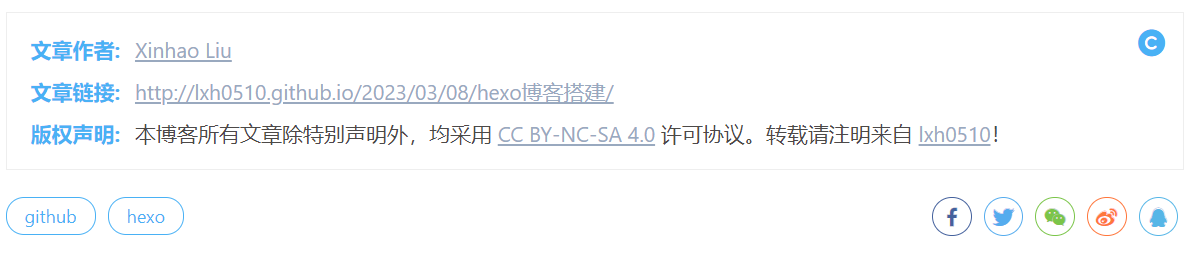 文章作者: Xinhao Liu
文章链接: http://lxh0510.github.io/2023/03/08/hexo博客搭建/
版权声明: 本博客所有文章除特别声明外，均采用 CC BY-NC-SA 4.0 许可协议。转载请注明来自 lxh0510！
github hexo